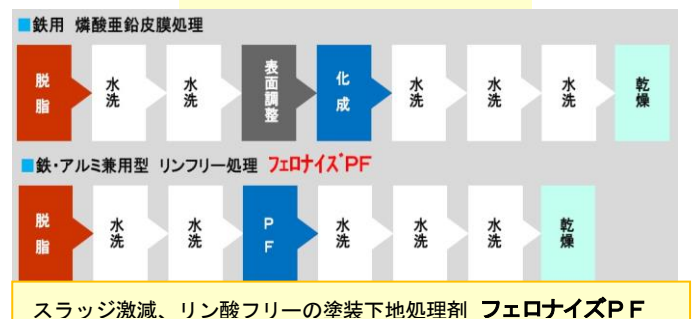 ■鉄用 燐酸亜鉛皮膜処理
脱脂 水洗 水洗 表面調整 化成 水洗 水洗 水洗 乾燥
■鉄・アルミ兼用型 リンフリー処理 フェロナイズPF
脱脂 水洗 水洗 PF 水洗 水洗 水洗 乾燥
スラッジ激減、リン酸フリーの塗装下地処理剤 フェロナイズPF